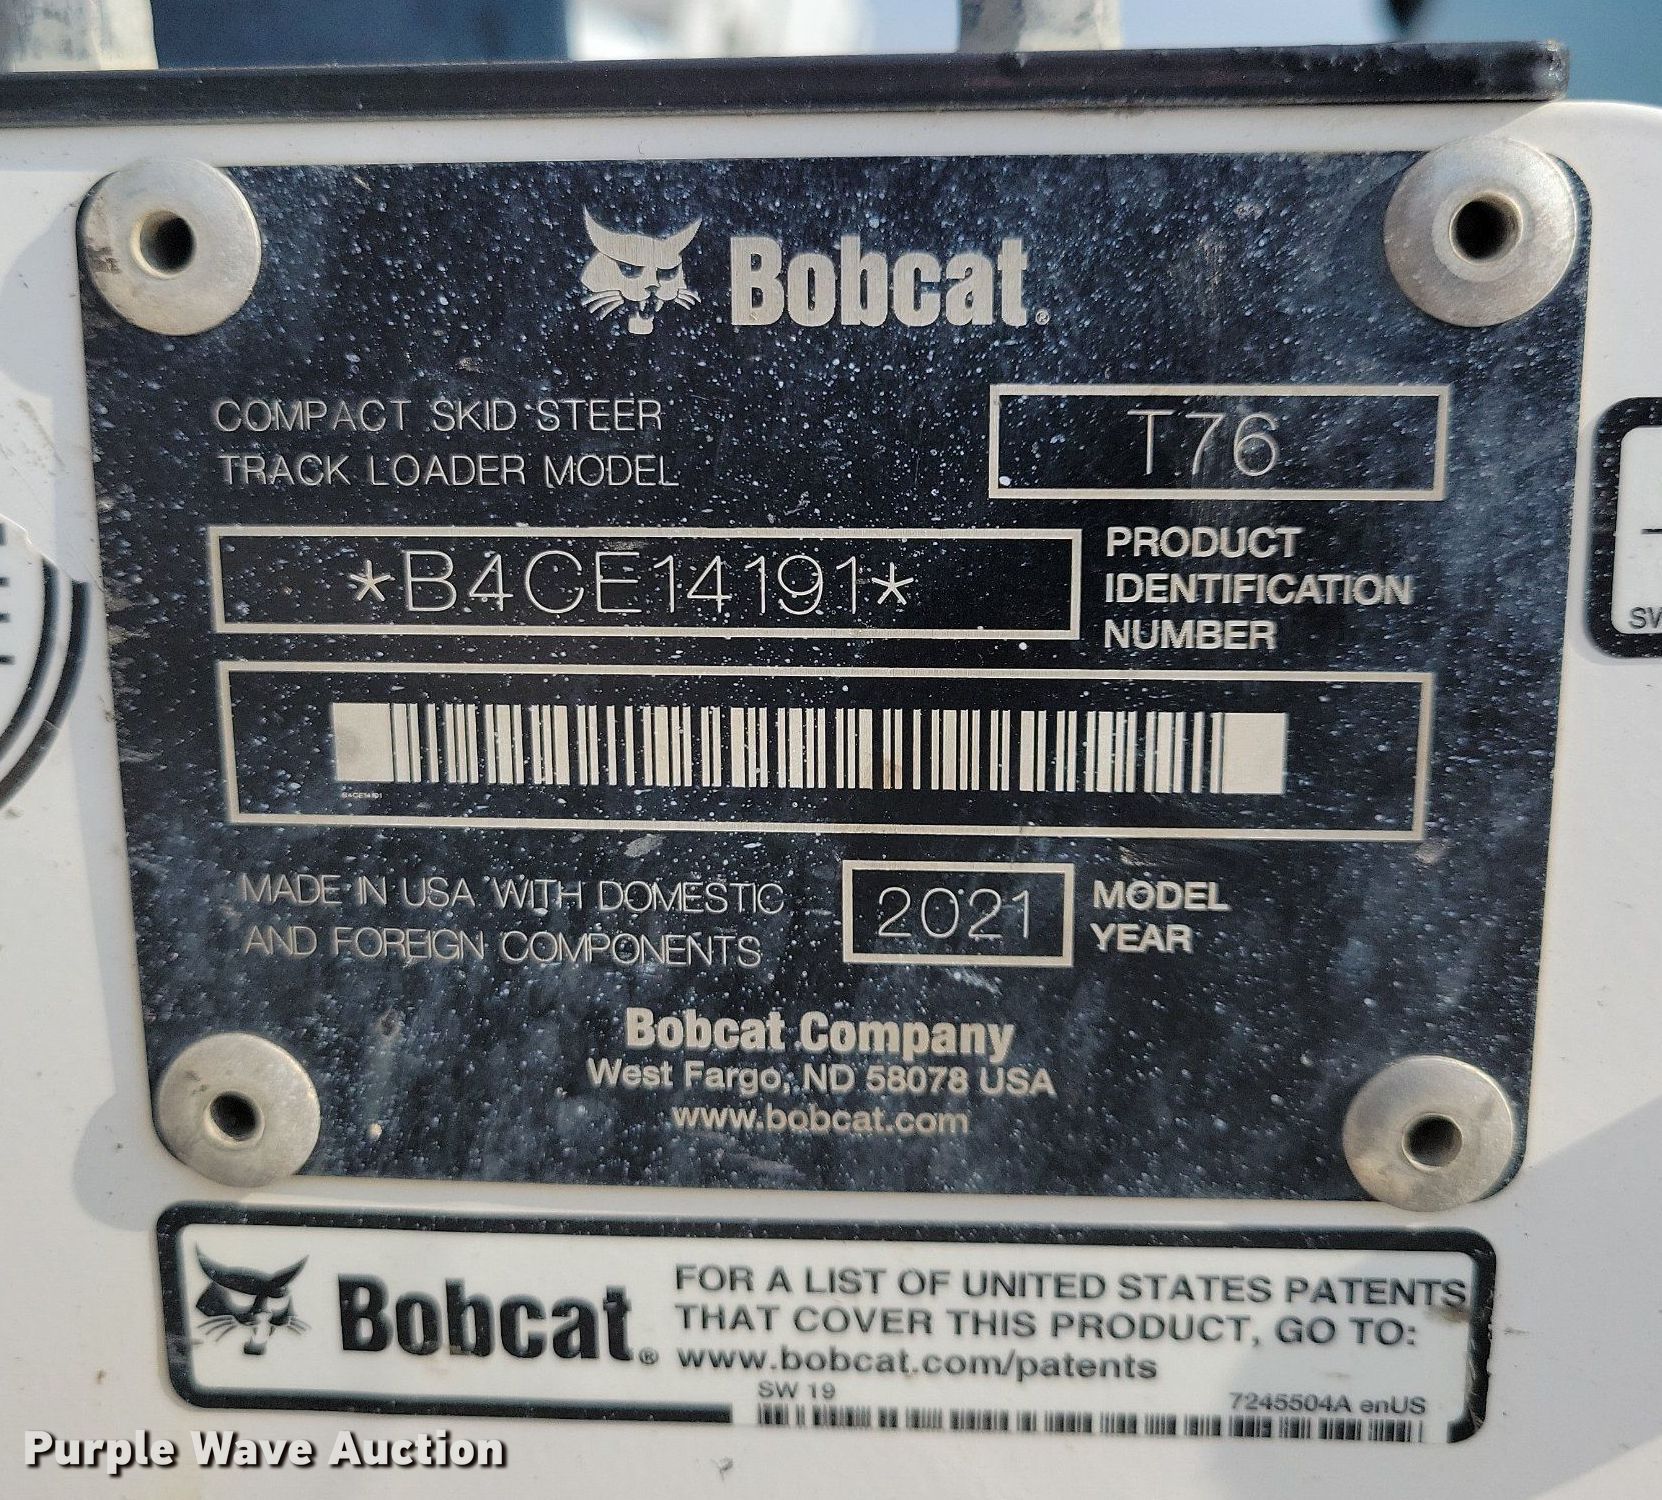 Bobcat®
COMPACT SKID STEER
TRACK LOADER MODEL
T76
*B4CE14191*
PRODUCT
IDENTIFICATION
NUMBER
B4CE14191
MADE IN USA WITH DOMESTIC
AND FOREIGN COMPONENTS
2021
MODEL
YEAR
Bobcat Company
West Fargo, ND 58078 USA
www.bobcat.com
Bobcat®
FOR A LIST OF UNITED STATES PATENTS
THAT COVER THIS PRODUCT, GO TO:
www.bobcat.com/patents
SW 19
7245504A enUS
SV
Purple Wave Auction